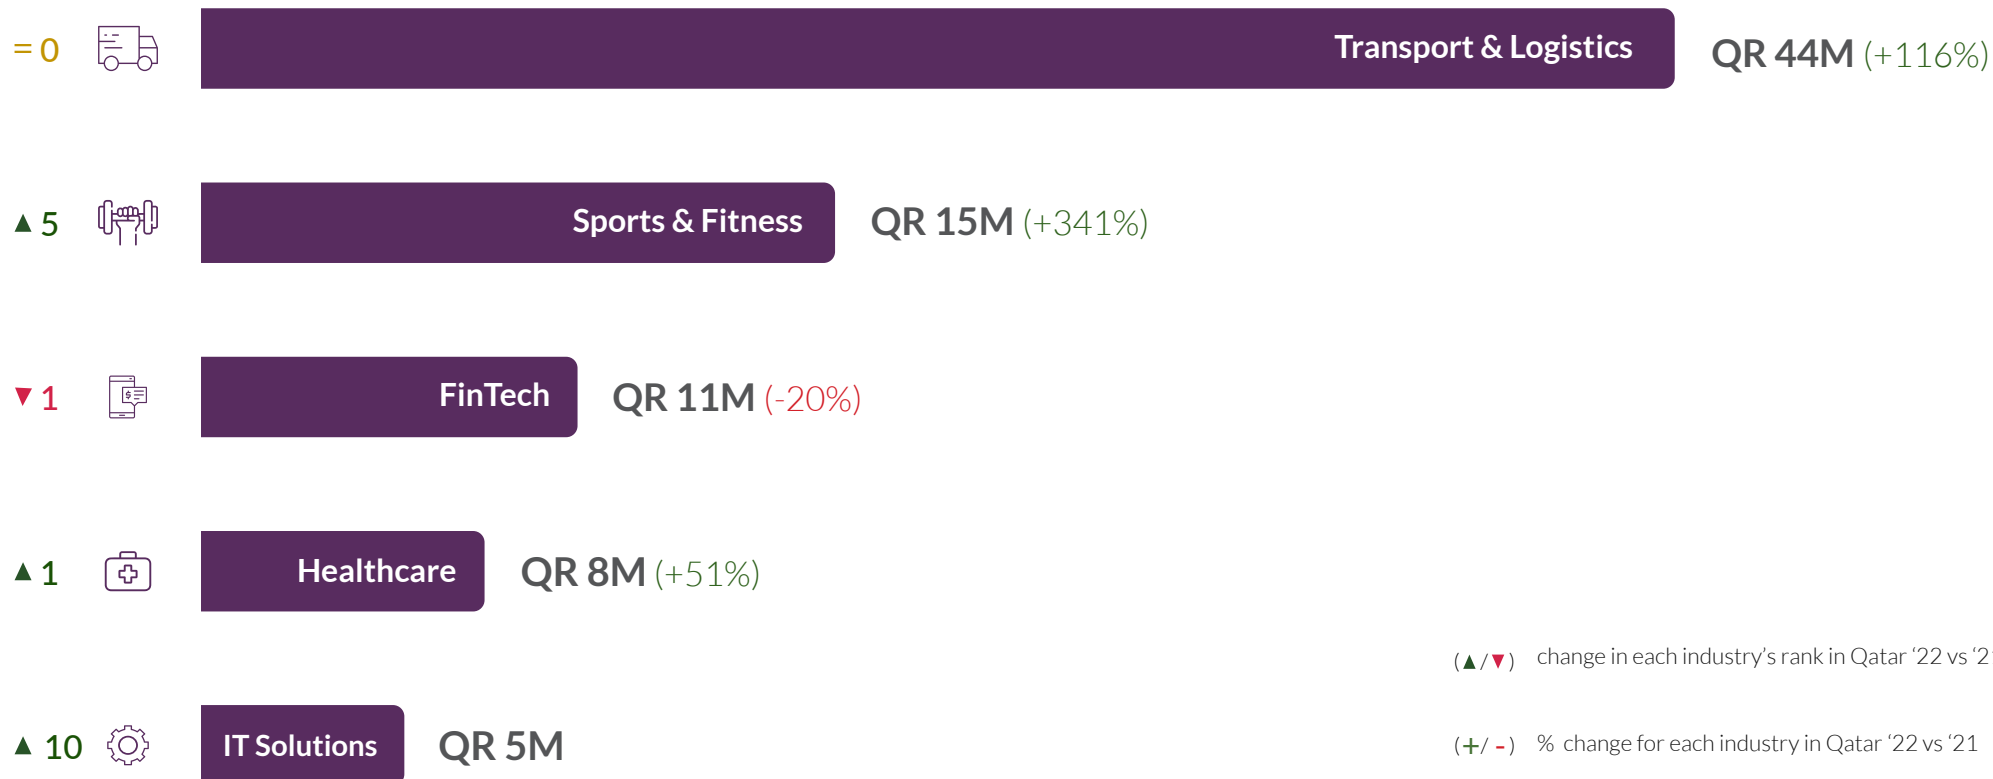 = 0 Transport & Logistics QR 44M (+116%)
▲ 5 Sports & Fitness QR 15M (+341%)
▼ 1 FinTech QR 11M (-20%)
▲ 1 Healthcare QR 8M (+51%)
(▲/▼) change in each industry's rank in Qatar ‘22 vs ‘2
▲ 10 IT Solutions QR 5M
(+/ -) % change for each industry in Qatar ‘22 vs ‘21